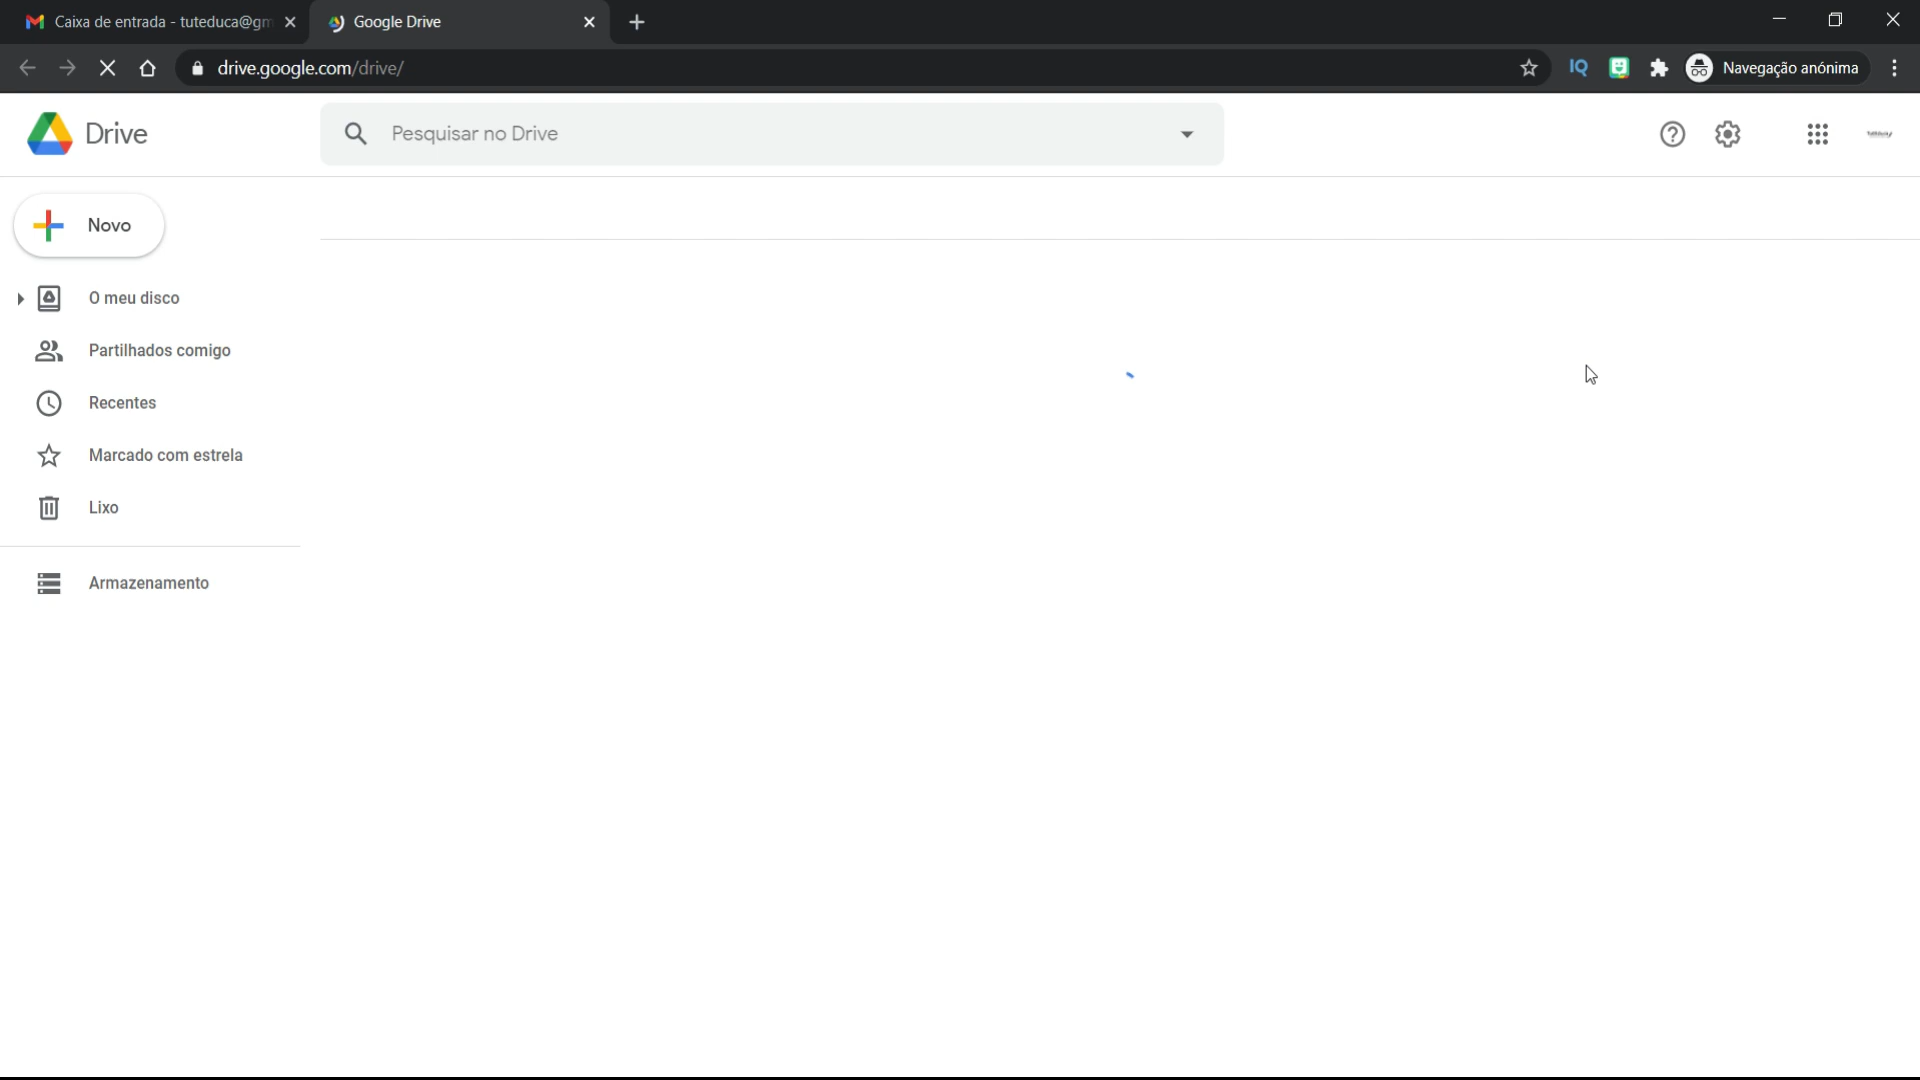 Caixa de entrada - tuteduca@gm
Google Drive
drive.google.com/drive/
IQ
Navegação anónima
Drive
Pesquisar no Drive
Novo
O meu disco
Partilhados comigo
Recentes
Marcado com estrela
Lixo
Armazenamento